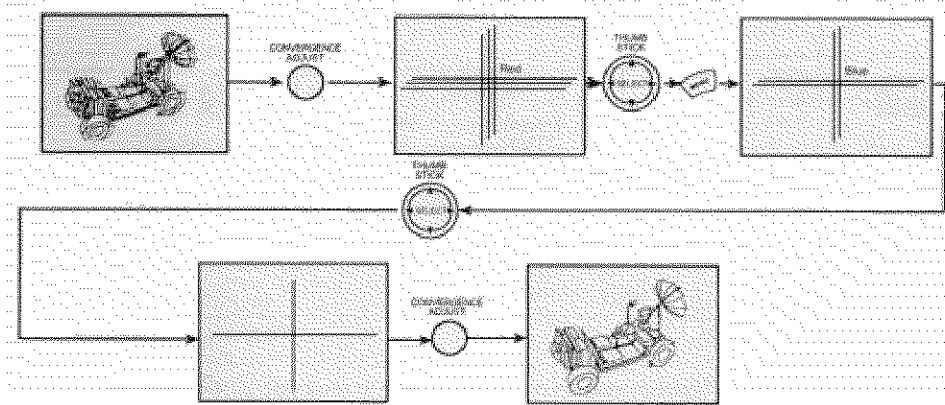 CONVERGENCE
ADJUST
Red
THUMB
STICK
SELECT
Blue
THUMB
STICK
SELECT
CONVERGENCE
ADJUST